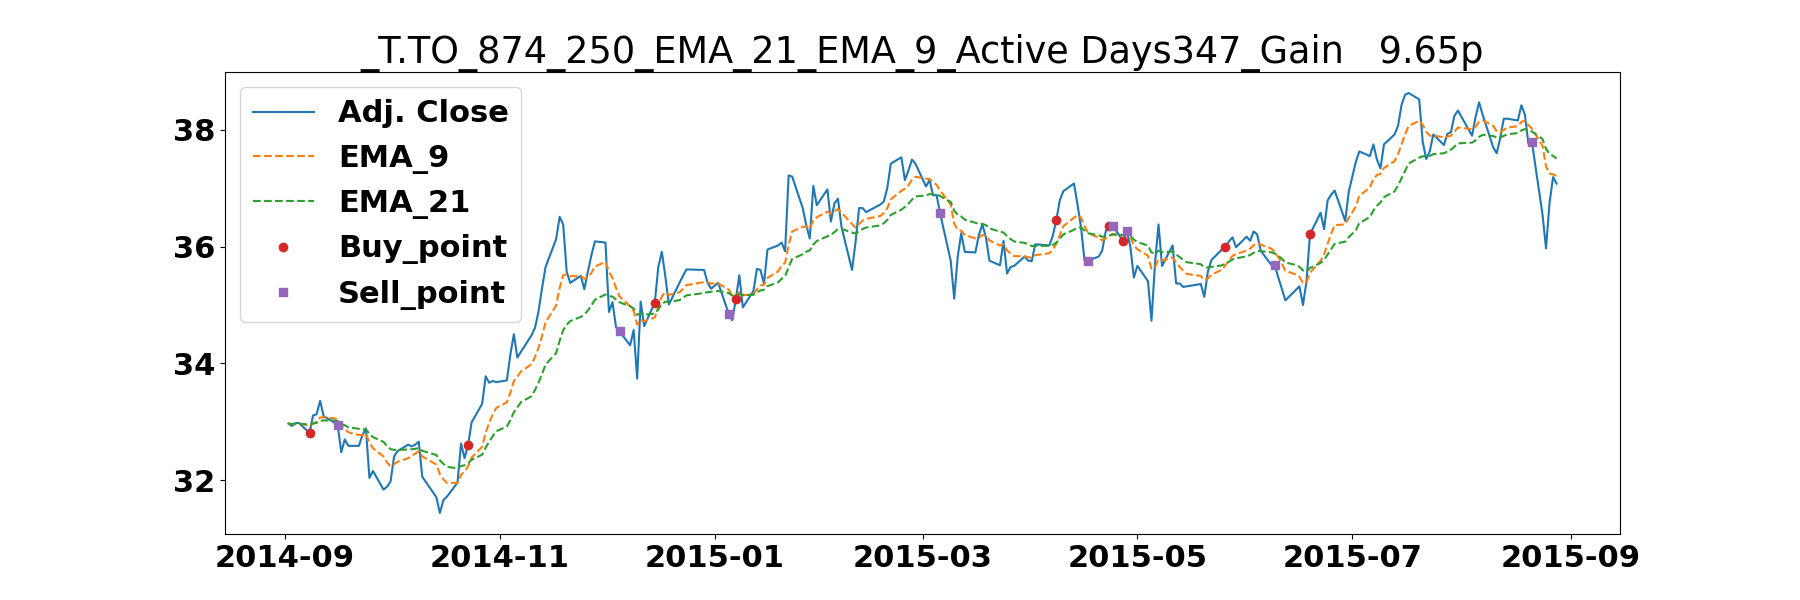 _T.TO_874_250_EMA_21_EMA_9_Active Days347_Gain   9.65p
Adj. Close
EMA_9
EMA_21
Buy_point
Sell_point
38
36
34
32
2014-09 2014-11 2015-01 2015-03 2015-05 2015-07 2015-09